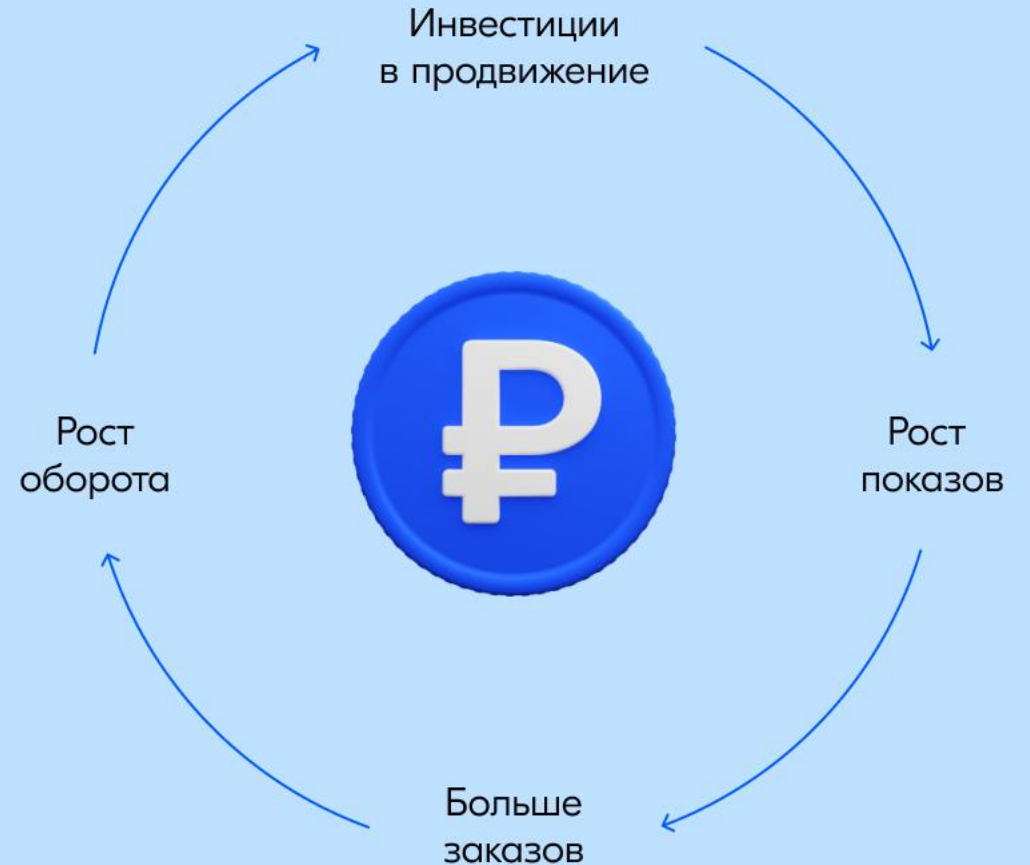 Инвестиции
в продвижение
Рост
показов
Больше
заказов
Рост
оборота
₽